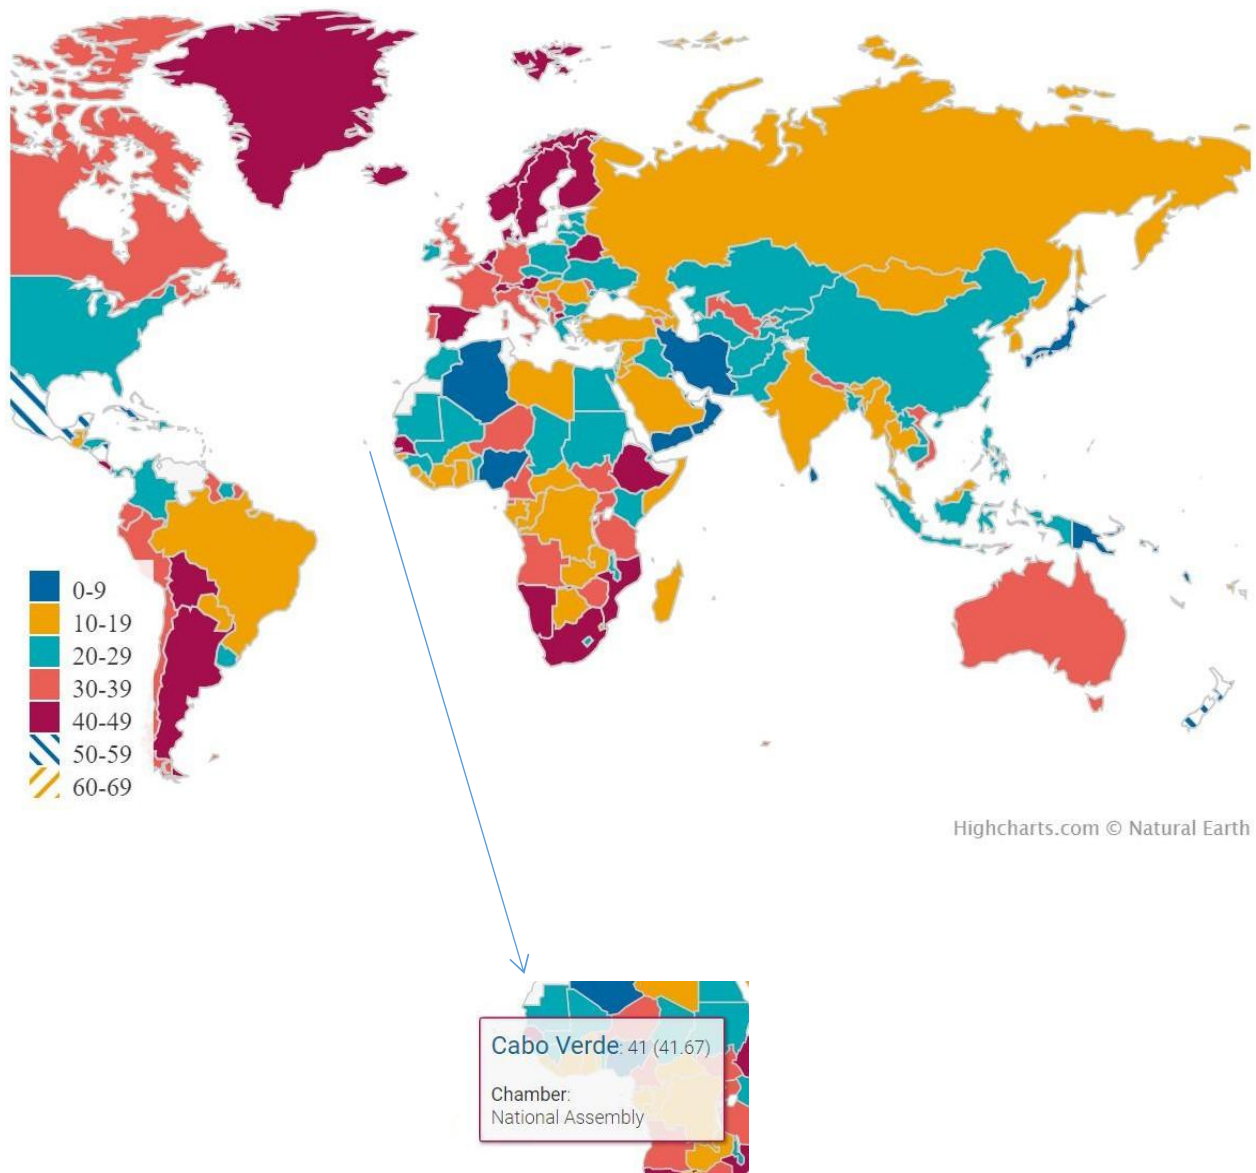 0-9
10-19
20-29
30-39
40-49
50-59
60-69
Highcharts.com © Natural Earth
Cabo Verde: 41 (41.67)
Chamber:
National Assembly